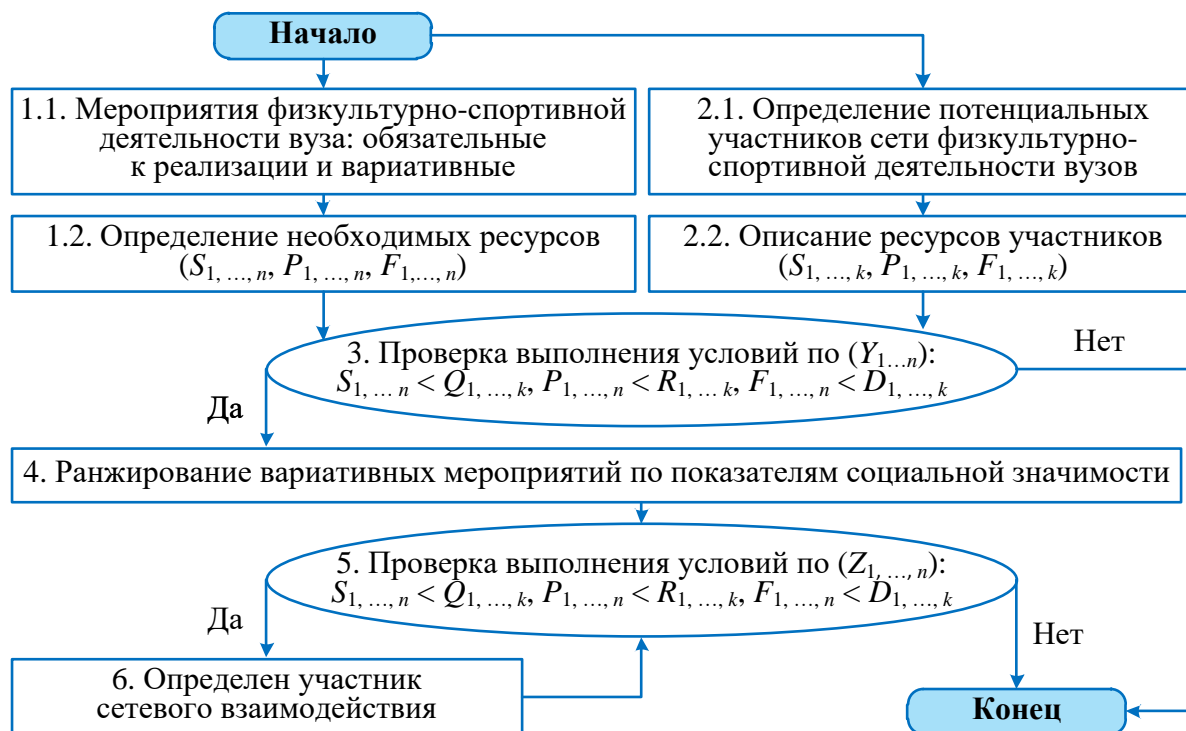 Начало
1.1. Мероприятия физкультурно-спортивной
деятельности вуза: обязательные
к реализации и вариативные
2.1. Определение потенциальных
участников сети физкультурно-
спортивной деятельности вузов
1.2. Определение необходимых ресурсов
(S1, ..., n, P1, ..., n, F1,..., n)
2.2. Описание ресурсов участников
(S1, ..., k, P1, ..., k, F1, ..., k)
3. Проверка выполнения условий по (Y1...n):
S1, ... n < Q1, ..., k, P1, ..., n < R1, ... k, F1, ..., n < D1, ..., k
Нет
Да
4. Ранжирование вариативных мероприятий по показателям социальной значимости
5. Проверка выполнения условий по (Z1, ..., n):
S1, ..., n < Q1, ..., k, P1, ..., n < R1, ..., k, F1, ..., n < D1, ..., k
Да
Нет
6. Определен участник
сетевого взаимодействия
Конец